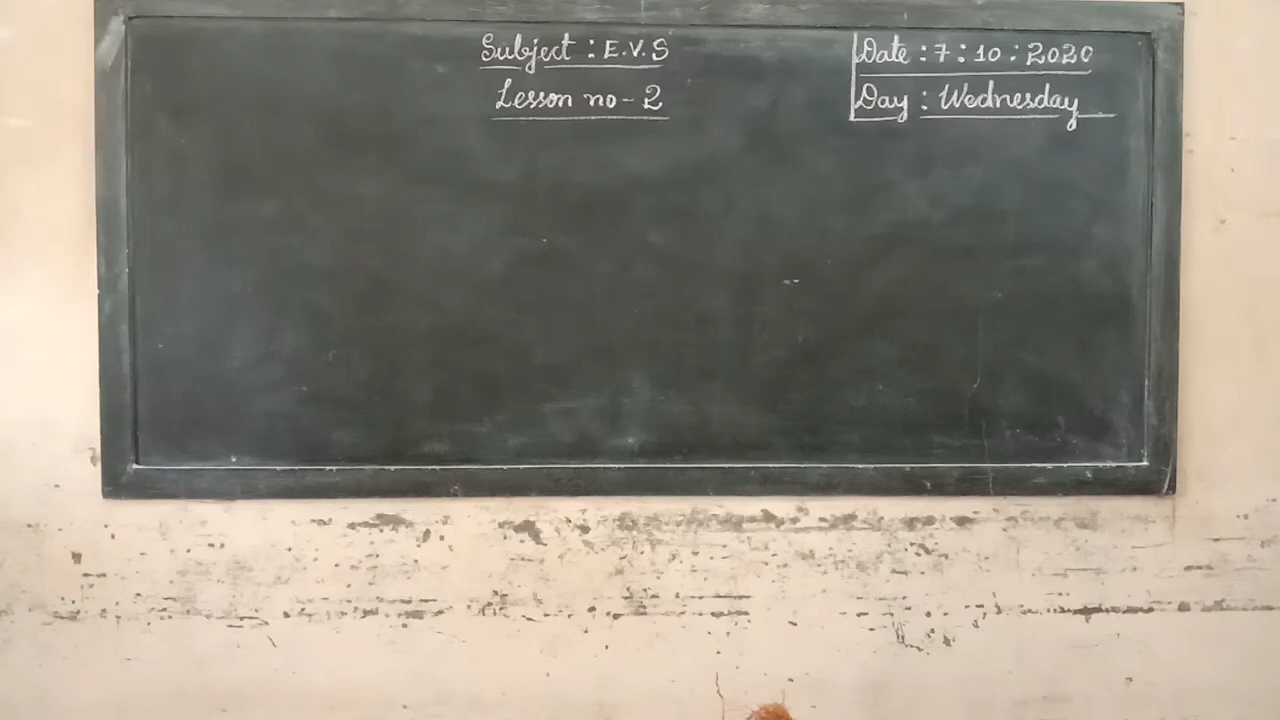 Subject : E.V.S
Lesson no - 2
Date : 7 : 10 : 2020
Day : Wednesday